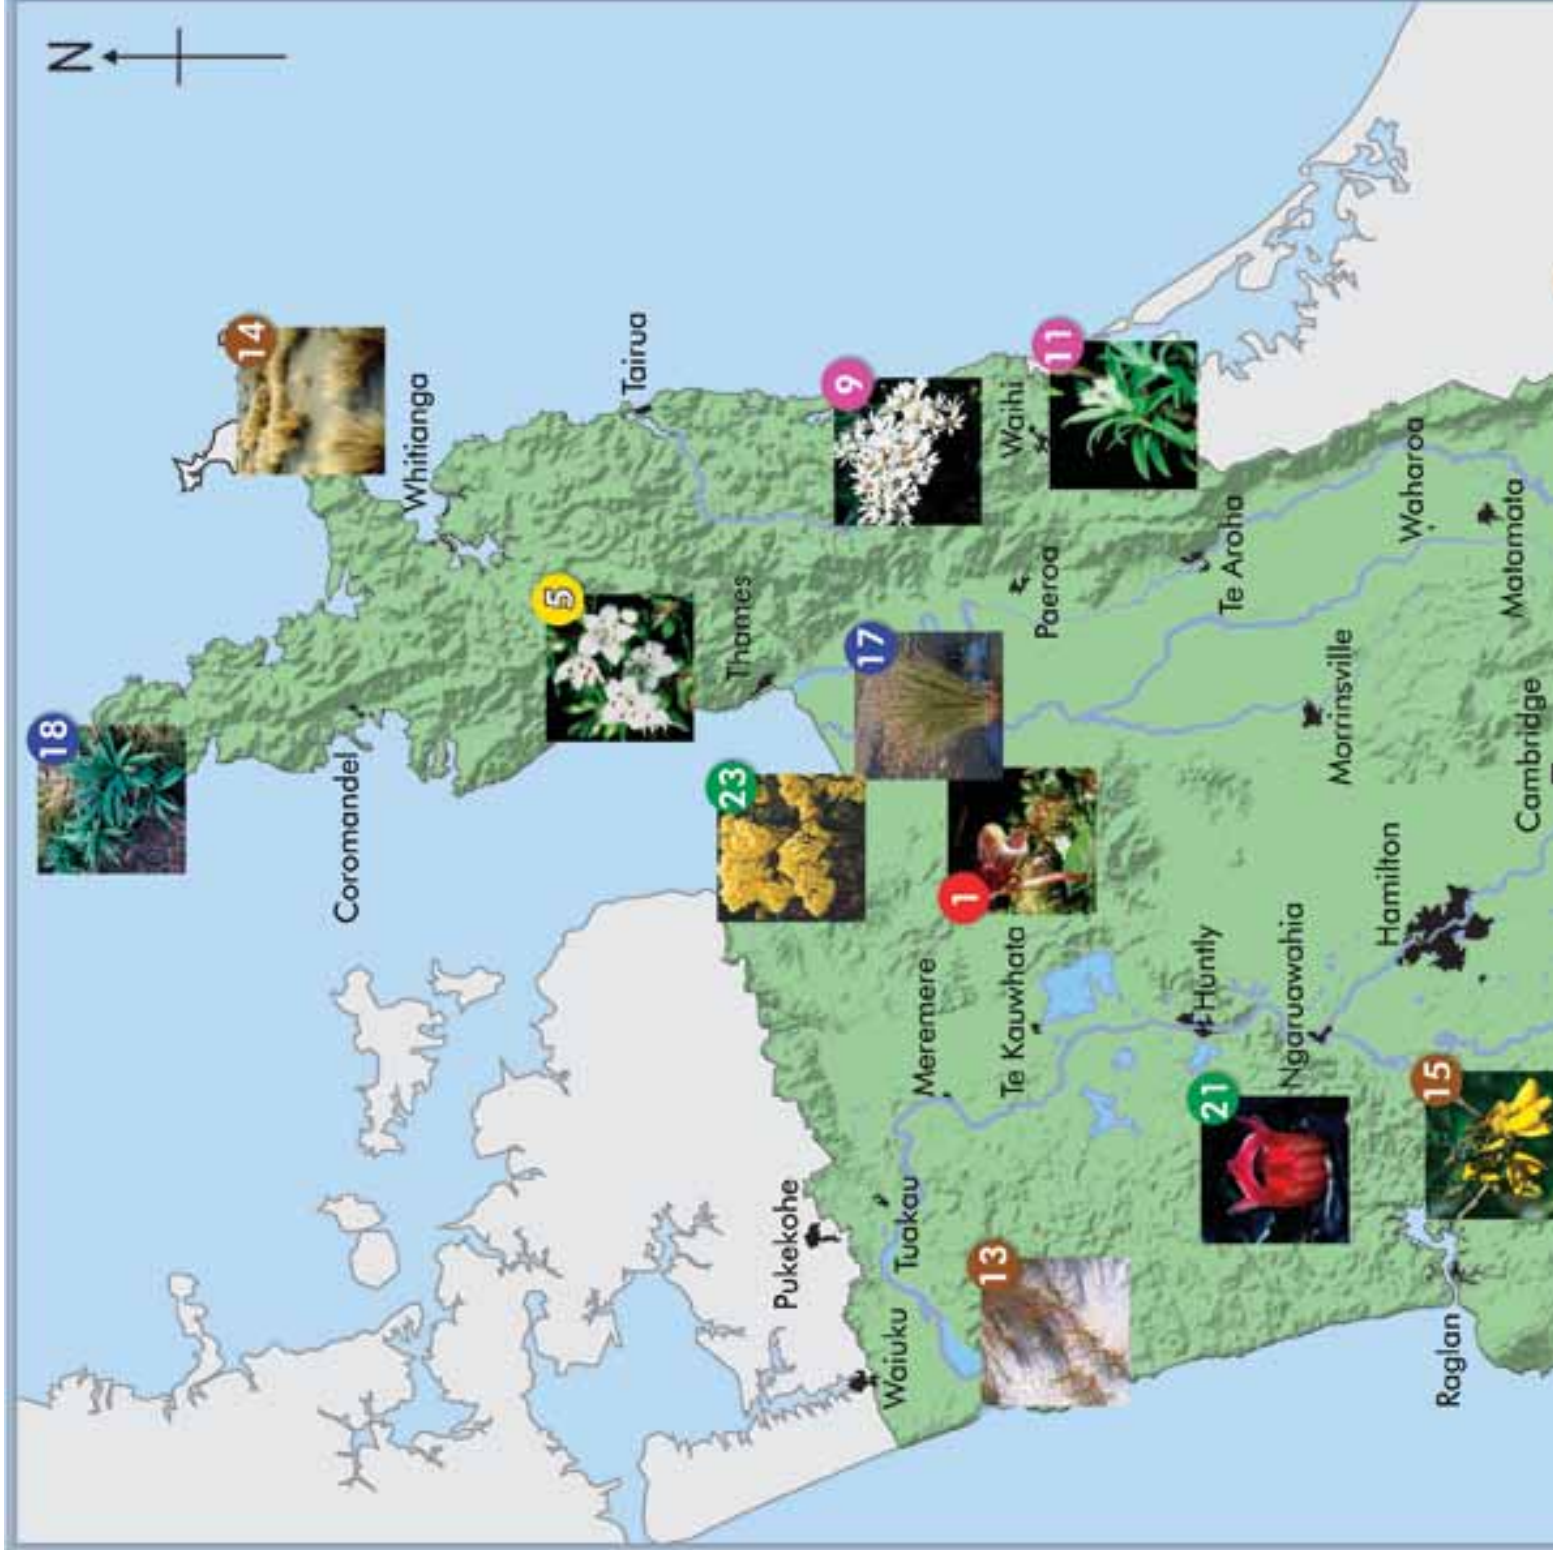 N
18
14
Coromandel
Whitianga
5
Tairua
23
Thames
Pukekohe
9
17
Waiuku
Tuakau
Meremere
1
13
Te Kauwhata
Paeroa
Waihi
11
Huntly
21
Te Aroha
Ngaruawahia
Morrinsville
Hamilton
Waharoa
15
Raglan
Matamata
Cambridge